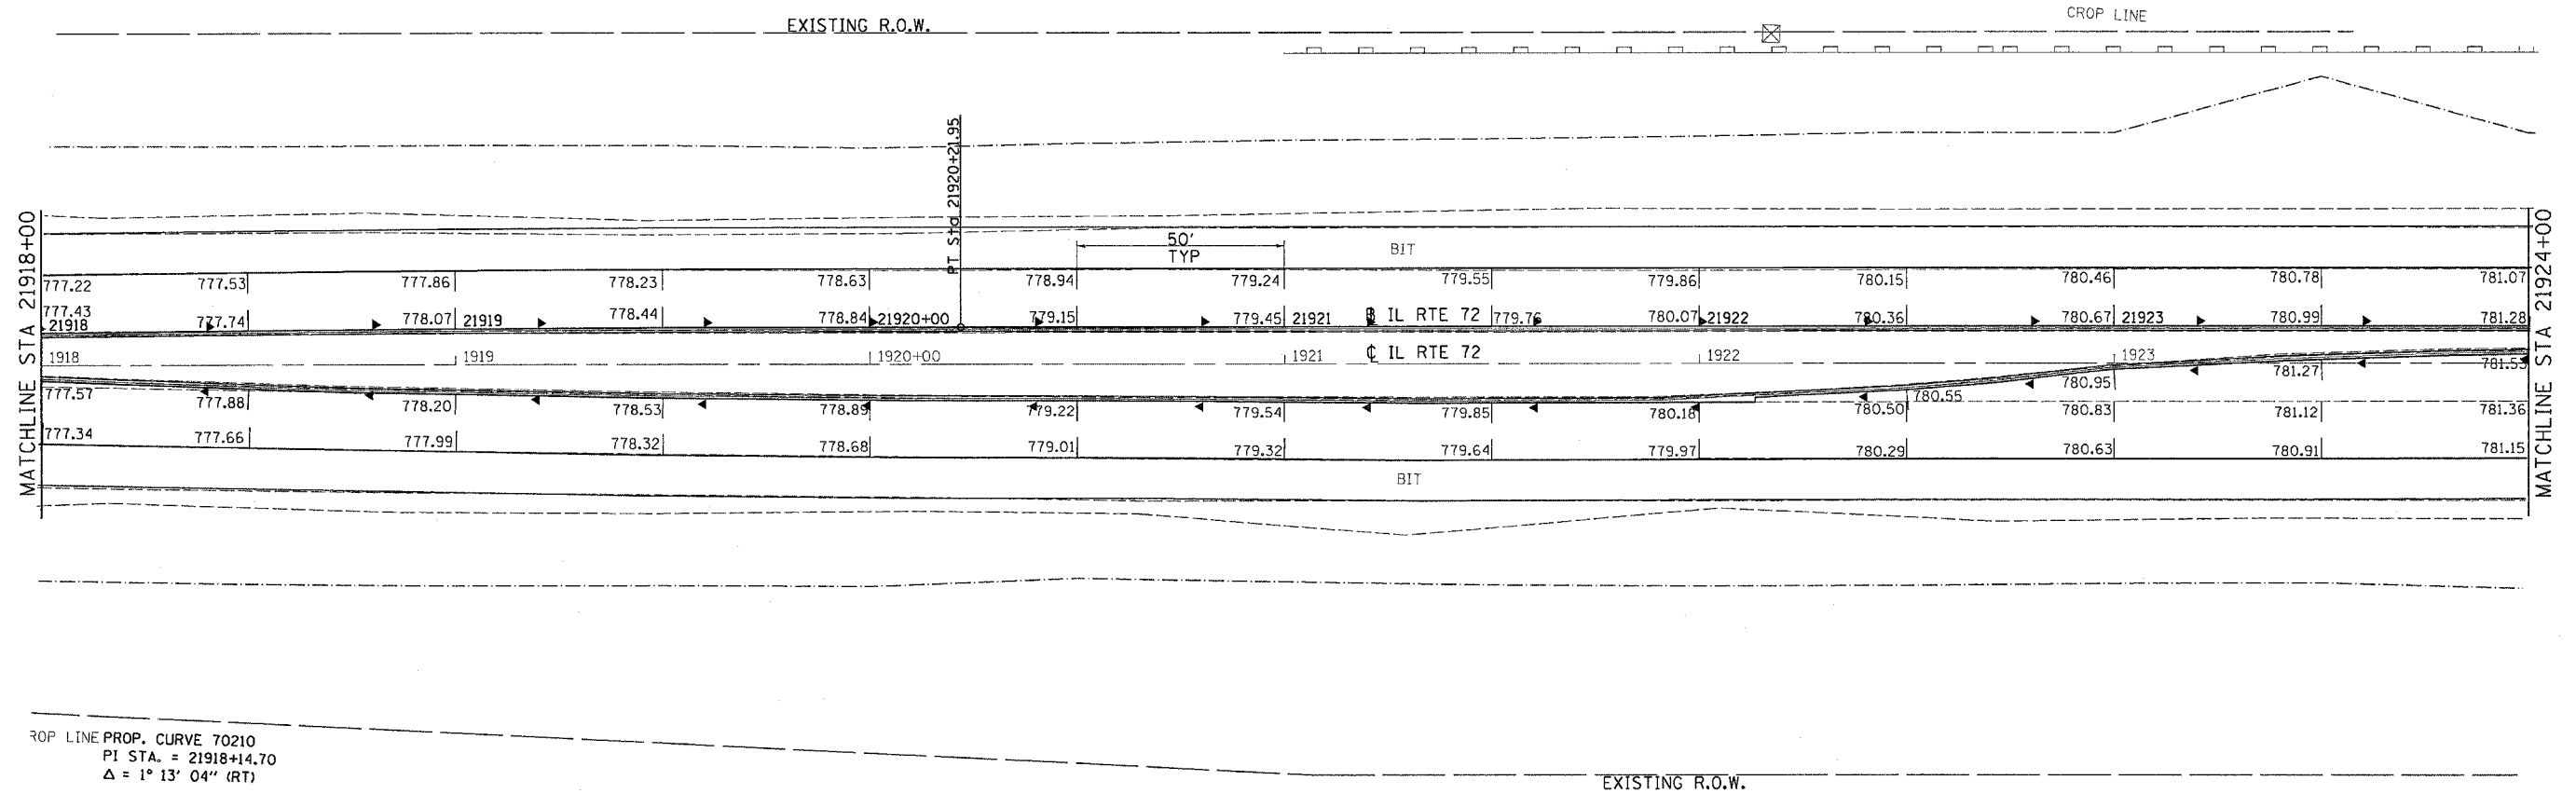 EXISTING R.O.W.
CROP LINE
PT Sta 21920+21.95
MATCHLINE STA 21918+00
MATCHLINE STA 21924+00
50'
TYP
BIT
777.22 777.53 777.86 778.23 778.63 778.94 779.24 779.55 779.86 780.15 780.46 780.78 781.07
777.43 777.74 778.07 778.44 778.84 779.15 779.45 779.76 780.07 780.36 780.67 780.99 781.28
21918 21919 21920+00 21921 IL RTE 72 21922 21923
1918 1919 1920+00 1921 ℄ IL RTE 72 1922 1923
780.55 780.95 781.27 781.53
777.57 777.88 778.20 778.53 778.89 779.22 779.54 779.85 780.18 780.50 780.83 781.12 781.36
777.34 777.66 777.99 778.32 778.68 779.01 779.32 779.64 779.97 780.29 780.63 780.91 781.15
BIT
ROP LINE PROP. CURVE 70210
PI STA. = 21918+14.70
Δ = 1° 13' 04" (RT)
EXISTING R.O.W.